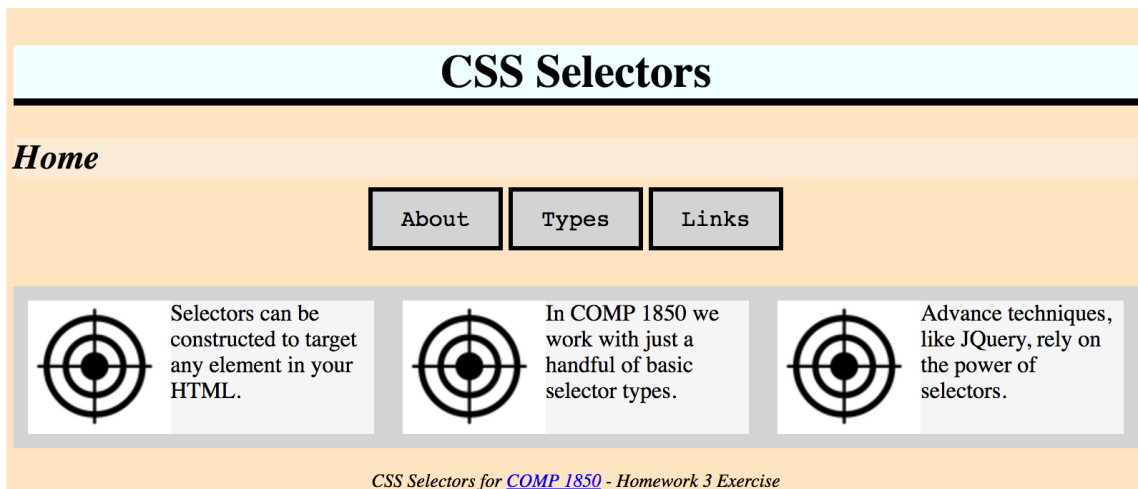 CSS Selectors
Home
About
Types
Links
Selectors can be
constructed to target
any element in your
HTML.
In COMP 1850 we
work with just a
handful of basic
selector types.
Advance techniques,
like JQuery, rely on
the power of
selectors.
CSS Selectors for COMP 1850 - Homework 3 Exercise